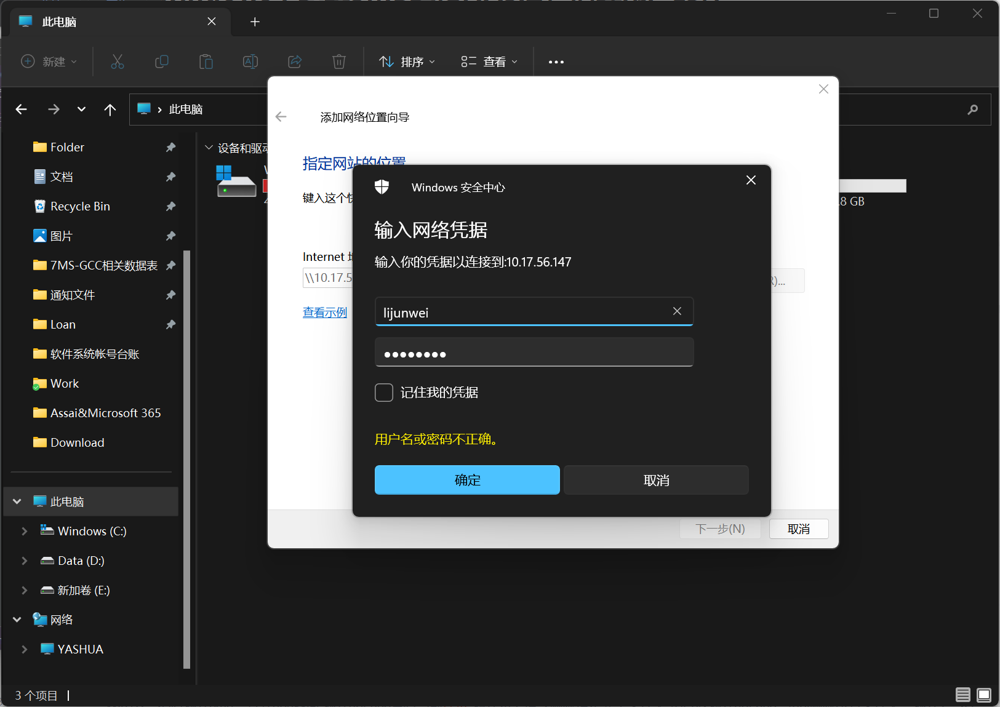 此电脑
新建
排序
查看
此电脑
添加网络位置向导
Folder
文档
Recycle Bin
图片
7MS-GCC相关数据表
通知文件
Loan
软件系统帐号台账
Work
Assai&Microsoft 365
Download
此电脑
Windows (C:)
Data (D:)
新加卷 (E:)
网络
YASHUA
3 个项目
设备和驱动
指定网站的位置
键入这个快
Internet 地
\\10.17.5
查看示例
R)...
.8 GB
下一步(N)
取消
Windows 安全中心
输入网络凭据
输入你的凭据以连接到:10.17.56.147
lijunwei
●●●●●●●●
记住我的凭据
用户名或密码不正确。
确定
取消